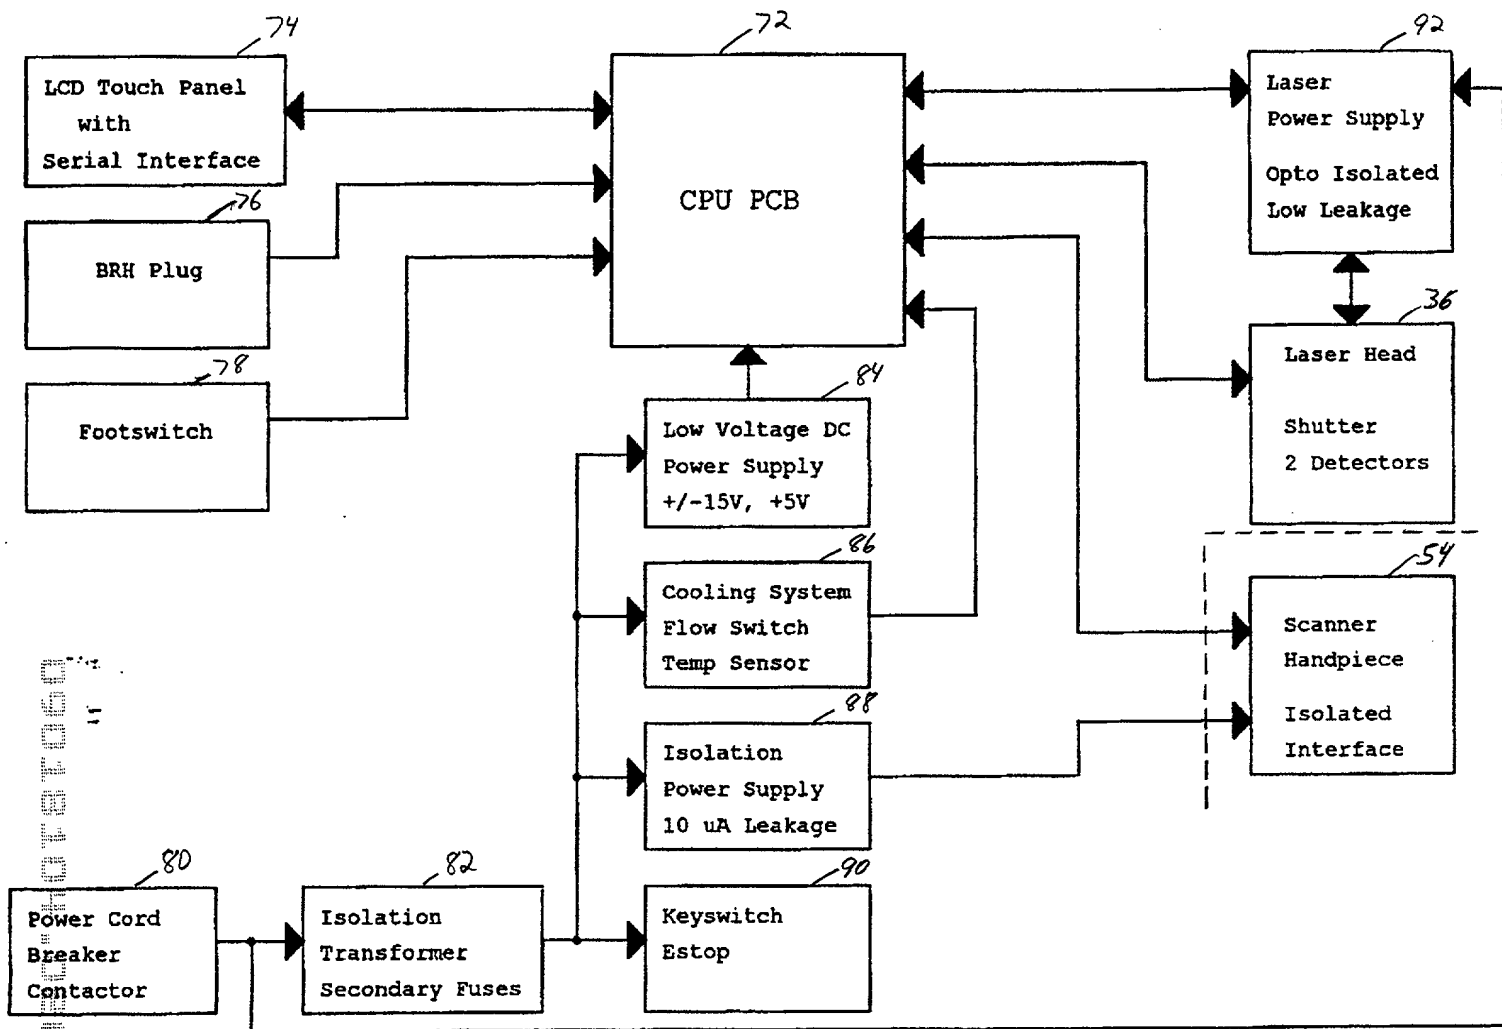 74
LCD Touch Panel
with
Serial Interface
76
BRH Plug
78
Footswitch
72
CPU PCB
84
Low Voltage DC
Power Supply
+/-15V, +5V
86
Cooling System
Flow Switch
Temp Sensor
88
Isolation
Power Supply
10 uA Leakage
90
Keyswitch
Estop
80
Power Cord
Breaker
Contactor
82
Isolation
Transformer
Secondary Fuses
92
Laser
Power Supply
Opto Isolated
Low Leakage
36
Laser Head
Shutter
2 Detectors
54
Scanner
Handpiece
Isolated
Interface